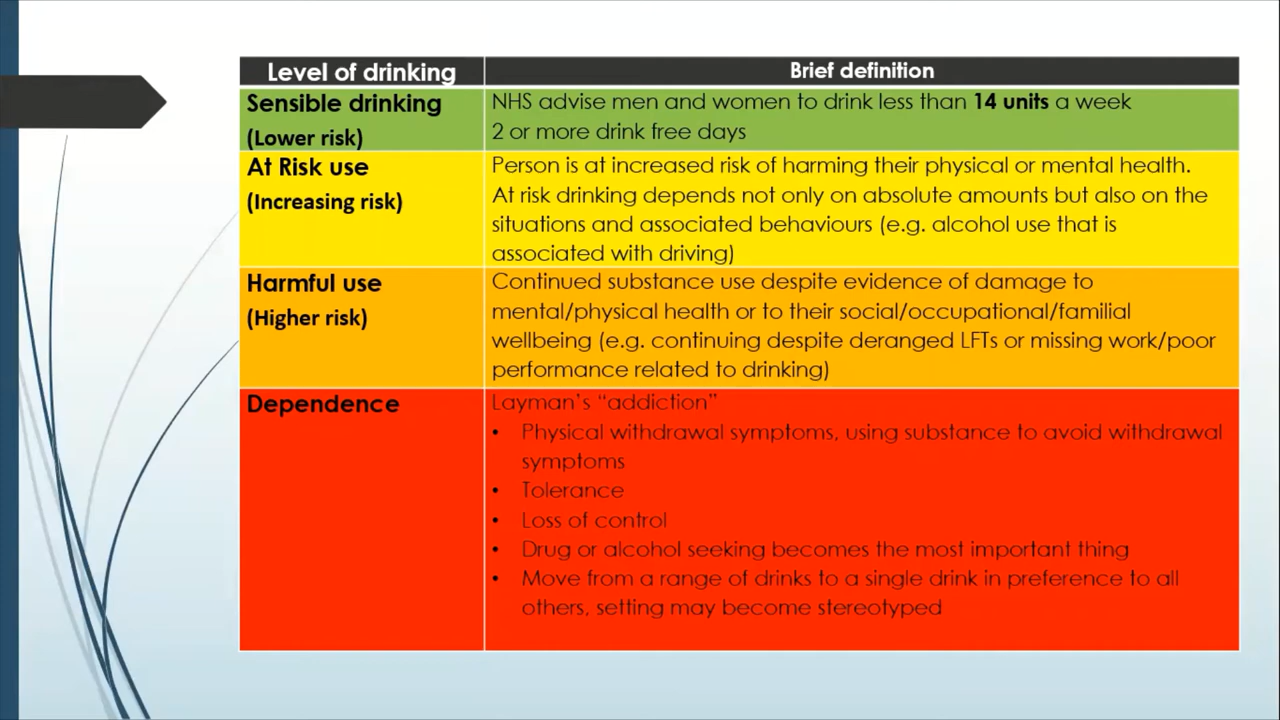 Level of drinking
Brief definition
Sensible drinking
(Lower risk)
NHS advise men and women to drink less than 14 units a week
2 or more drink free days
At Risk use
(Increasing risk)
Person is at increased risk of harming their physical or mental health.
At risk drinking depends not only on absolute amounts but also on the
situations and associated behaviours (e.g. alcohol use that is
associated with driving)
Harmful use
(Higher risk)
Continued substance use despite evidence of damage to
mental/physical health or to their social/occupational/familial
wellbeing (e.g. continuing despite deranged LFTs or missing work/poor
performance related to drinking)
Dependence
Layman's "addiction"
• Physical withdrawal symptoms, using substance to avoid withdrawal
symptoms
• Tolerance
• Loss of control
• Drug or alcohol seeking becomes the most important thing
• Move from a range of drinks to a single drink in preference to all
others, setting may become stereotyped